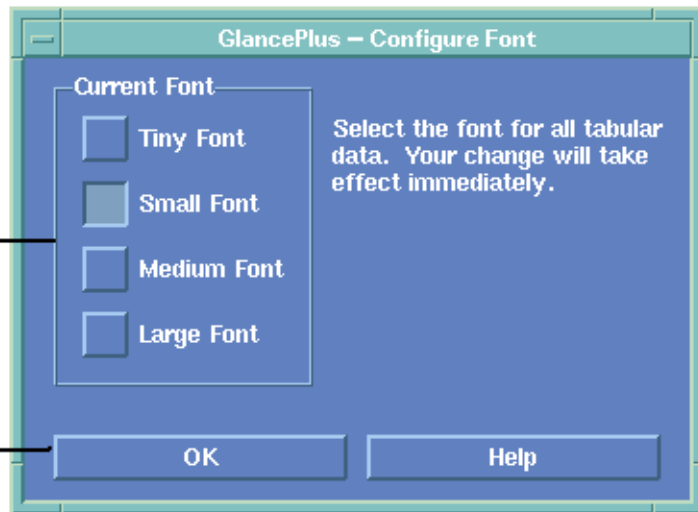 GlancePlus – Configure Font
Current Font
Tiny Font
Small Font
Medium Font
Large Font
Select the font for all tabular
data. Your change will take
effect immediately.
OK
Help